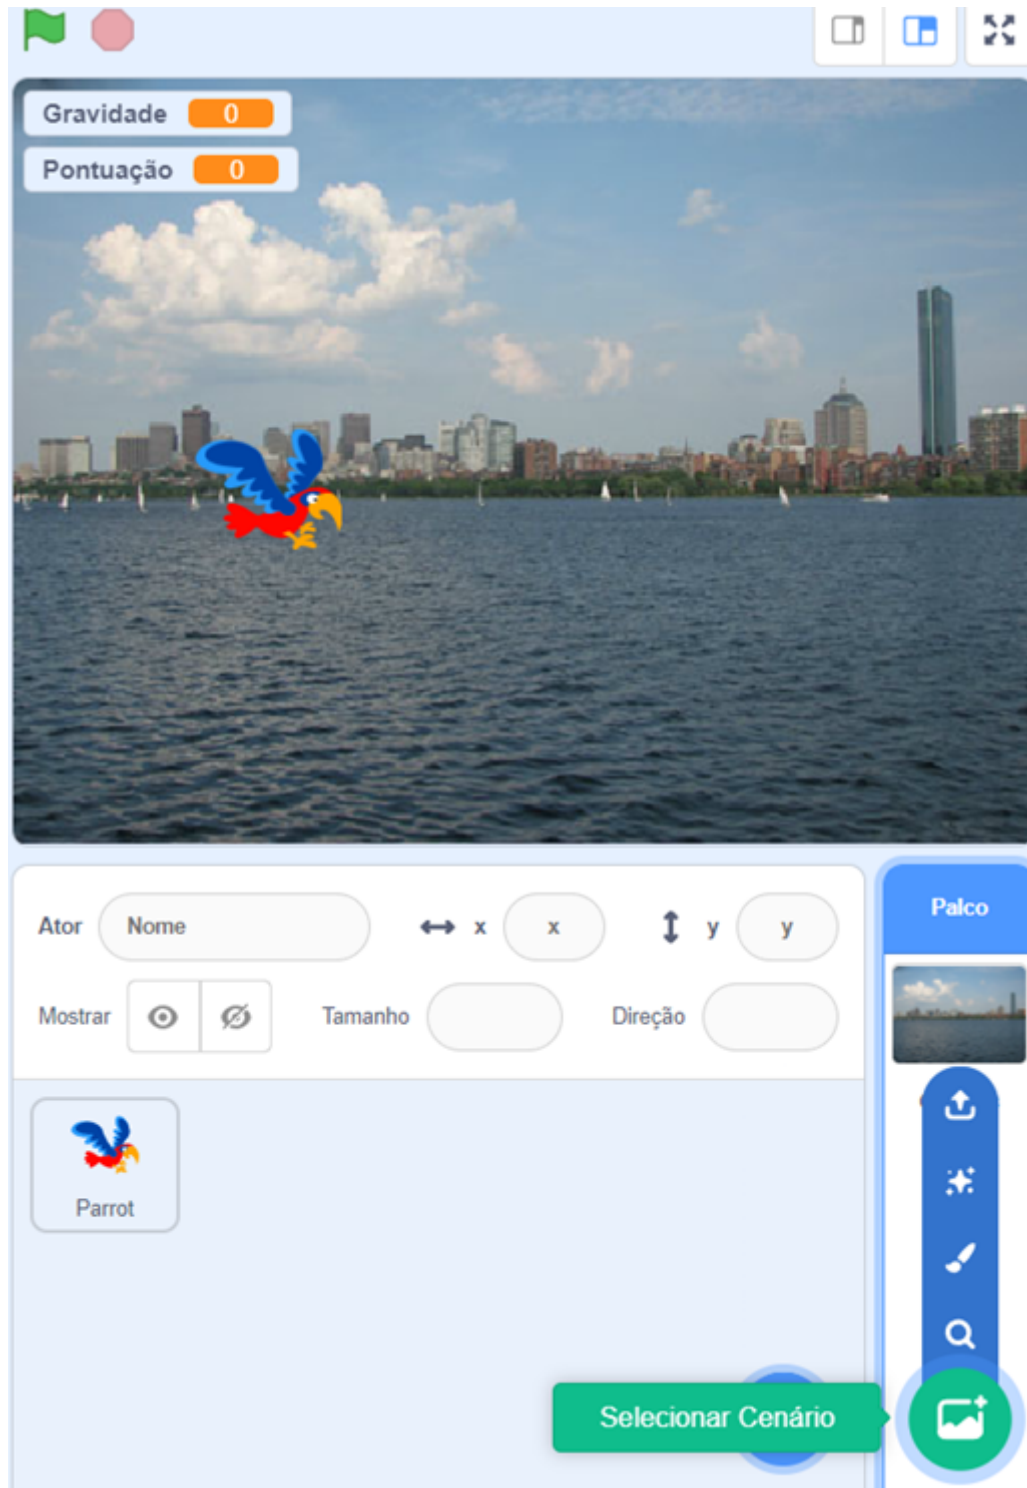 Gravidade 0
Pontuação 0
Ator Nome x x y y
Palco
Mostrar Tamanho Direção
Parrot
Selecionar Cenário